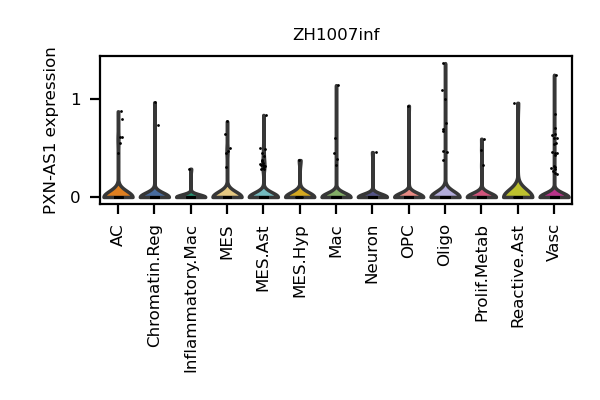 ZH1007inf
PXN-AS1 expression
1
0
AC
Chromatin.Reg
Inflammatory.Mac
MES
MES.Ast
MES.Hyp
Mac
Neuron
OPC
Oligo
Prolif.Metab
Reactive.Ast
Vasc